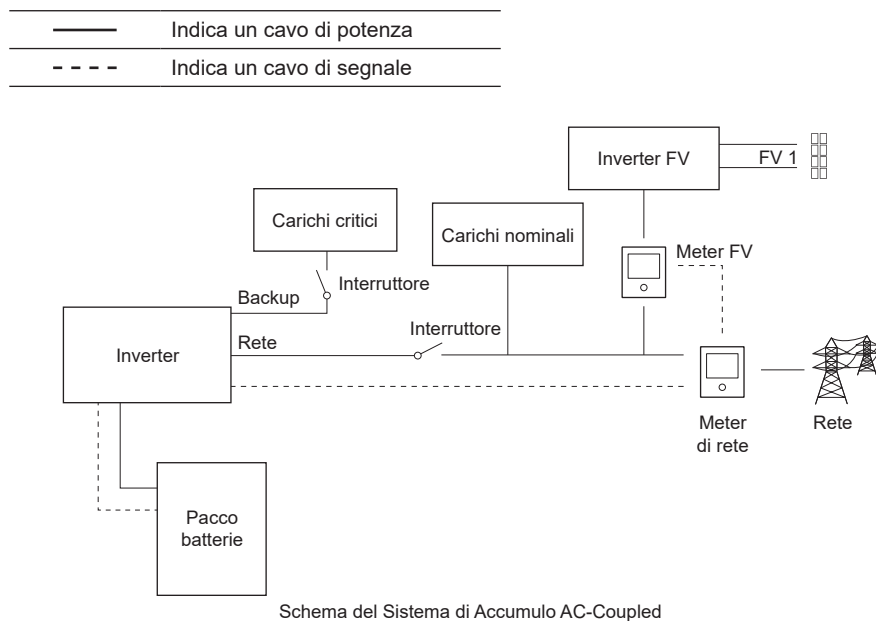 Indica un cavo di potenza
Indica un cavo di segnale
Inverter FV
FV 1
Carichi critici
Carichi nominali
Meter FV
Interruttore
Backup
Interruttore
Rete
Inverter
Meter
di rete
Rete
Pacco
batterie
Schema del Sistema di Accumulo AC-Coupled